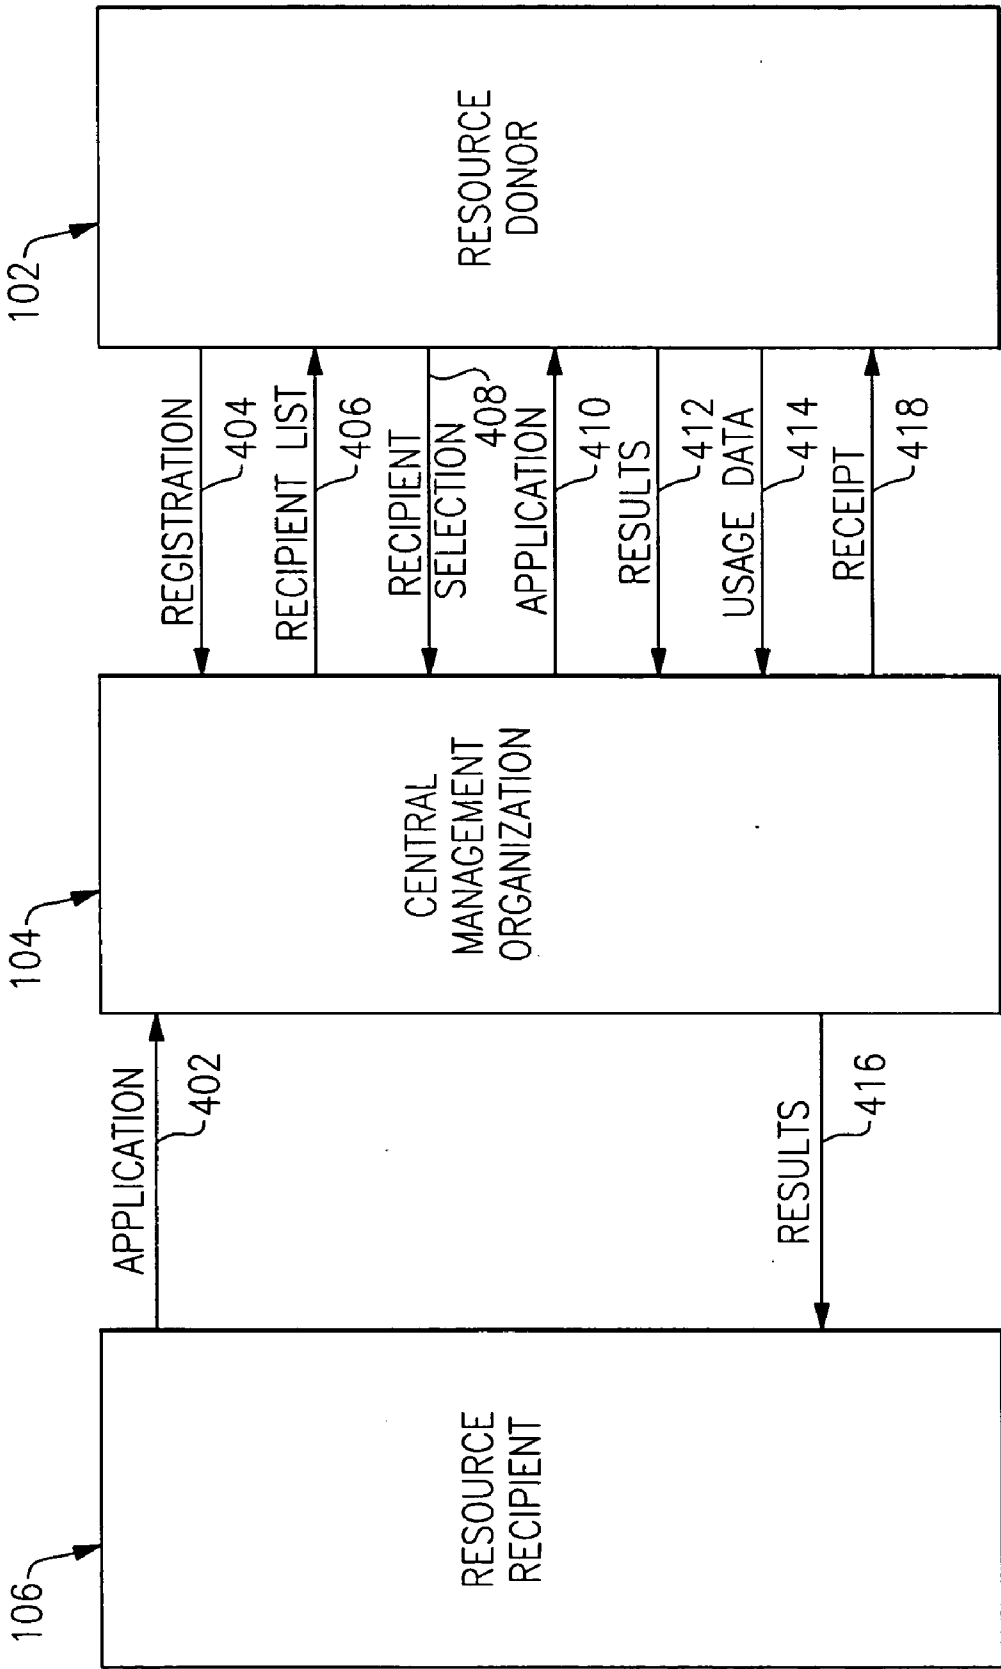 106
RESOURCE
RECIPIENT
APPLICATION
402
RESULTS
416
104
CENTRAL
MANAGEMENT
ORGANIZATION
REGISTRATION
404
RECIPIENT LIST
406
RECIPIENT
SELECTION
408
APPLICATION
410
RESULTS
412
USAGE DATA
414
RECEIPT
418
102
RESOURCE
DONOR